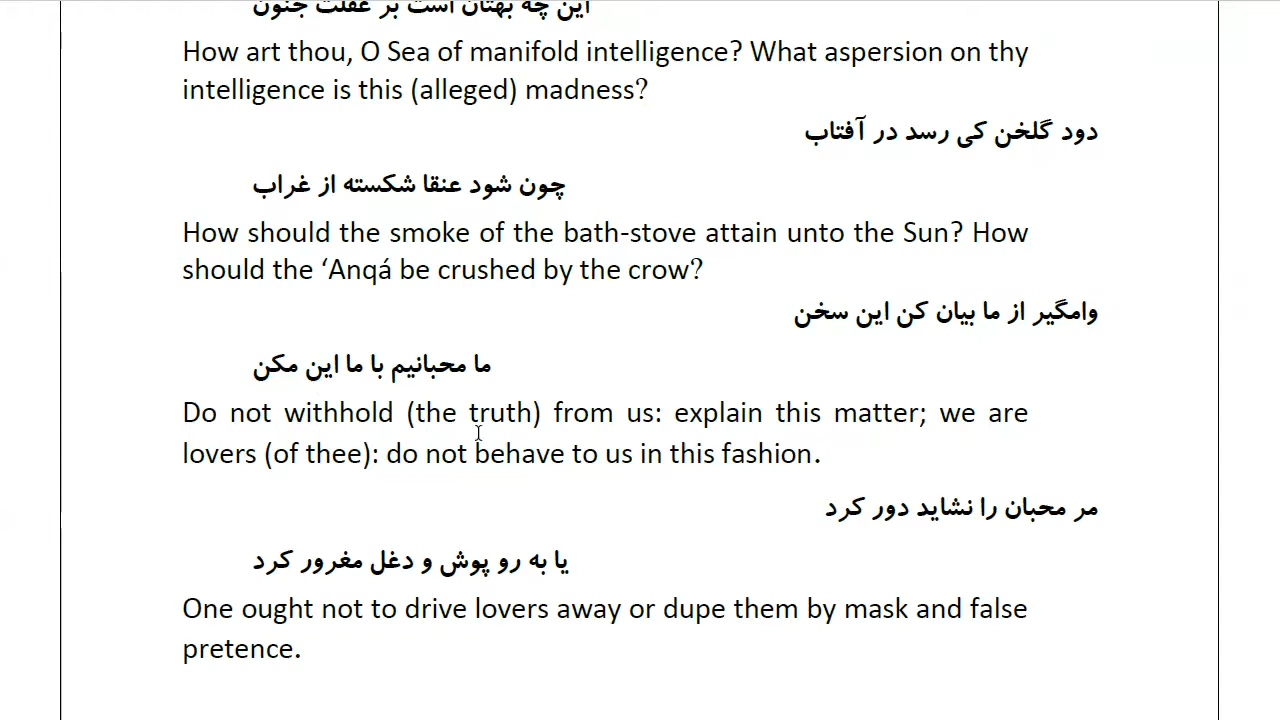 این چه بهتان است بر عقلت جنون
How art thou, O Sea of manifold intelligence? What aspersion on thy
intelligence is this (alleged) madness?
دود گلخن کی رسد در آفتاب
چون شود عنقا شکسته از غراب
How should the smoke of the bath-stove attain unto the Sun? How
should the ‘Anqá be crushed by the crow?
وامگیر از ما بیان کن این سخن
ما محبانیم با ما این مکن
Do not withhold (the truth) from us: explain this matter; we are
lovers (of thee): do not behave to us in this fashion.
مر محبان را نشاید دور کرد
یا به رو پوش و دغل مغرور کرد
One ought not to drive lovers away or dupe them by mask and false
pretence.